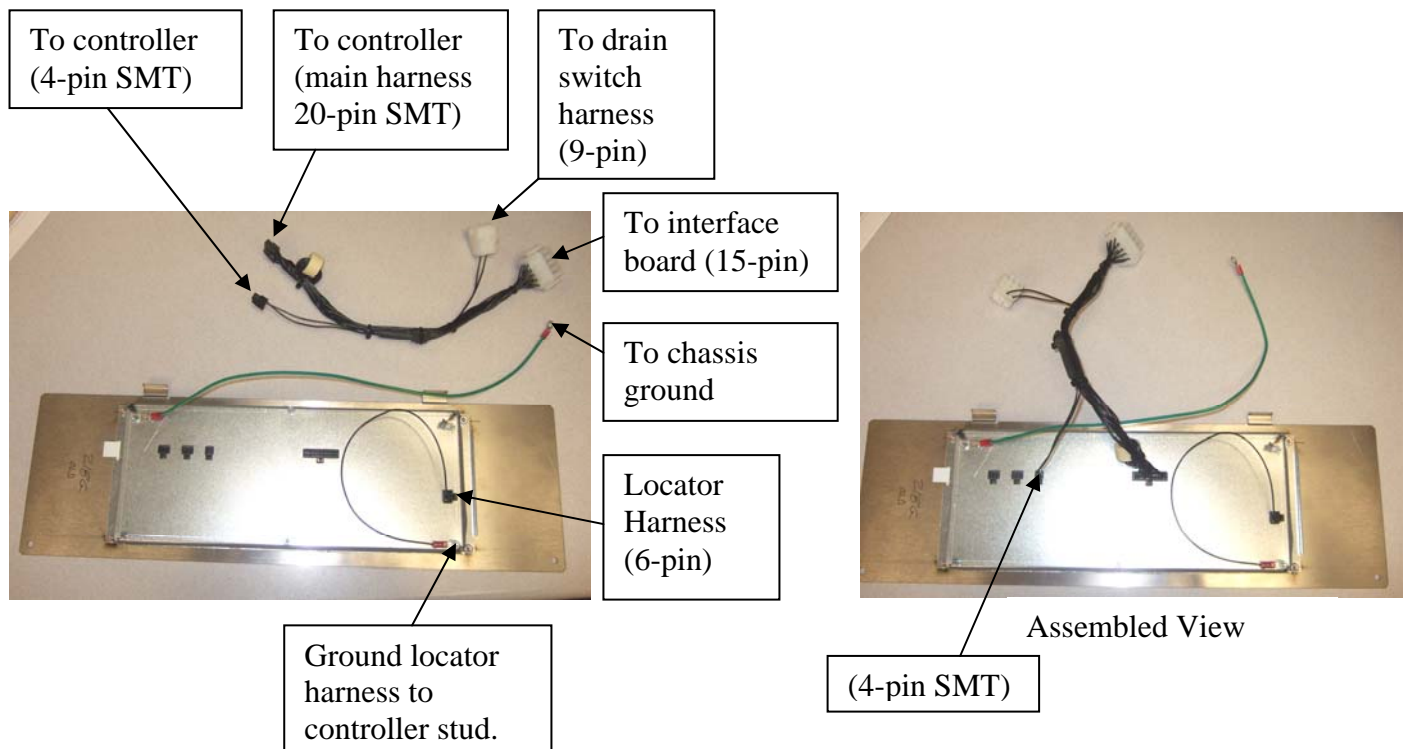 To controller
(4-pin SMT)
To controller
(main harness
20-pin SMT)
To drain
switch
harness
(9-pin)
To interface
board (15-pin)
To chassis
ground
Locator
Harness
(6-pin)
Ground locator
harness to
controller stud.
Assembled View
(4-pin SMT)